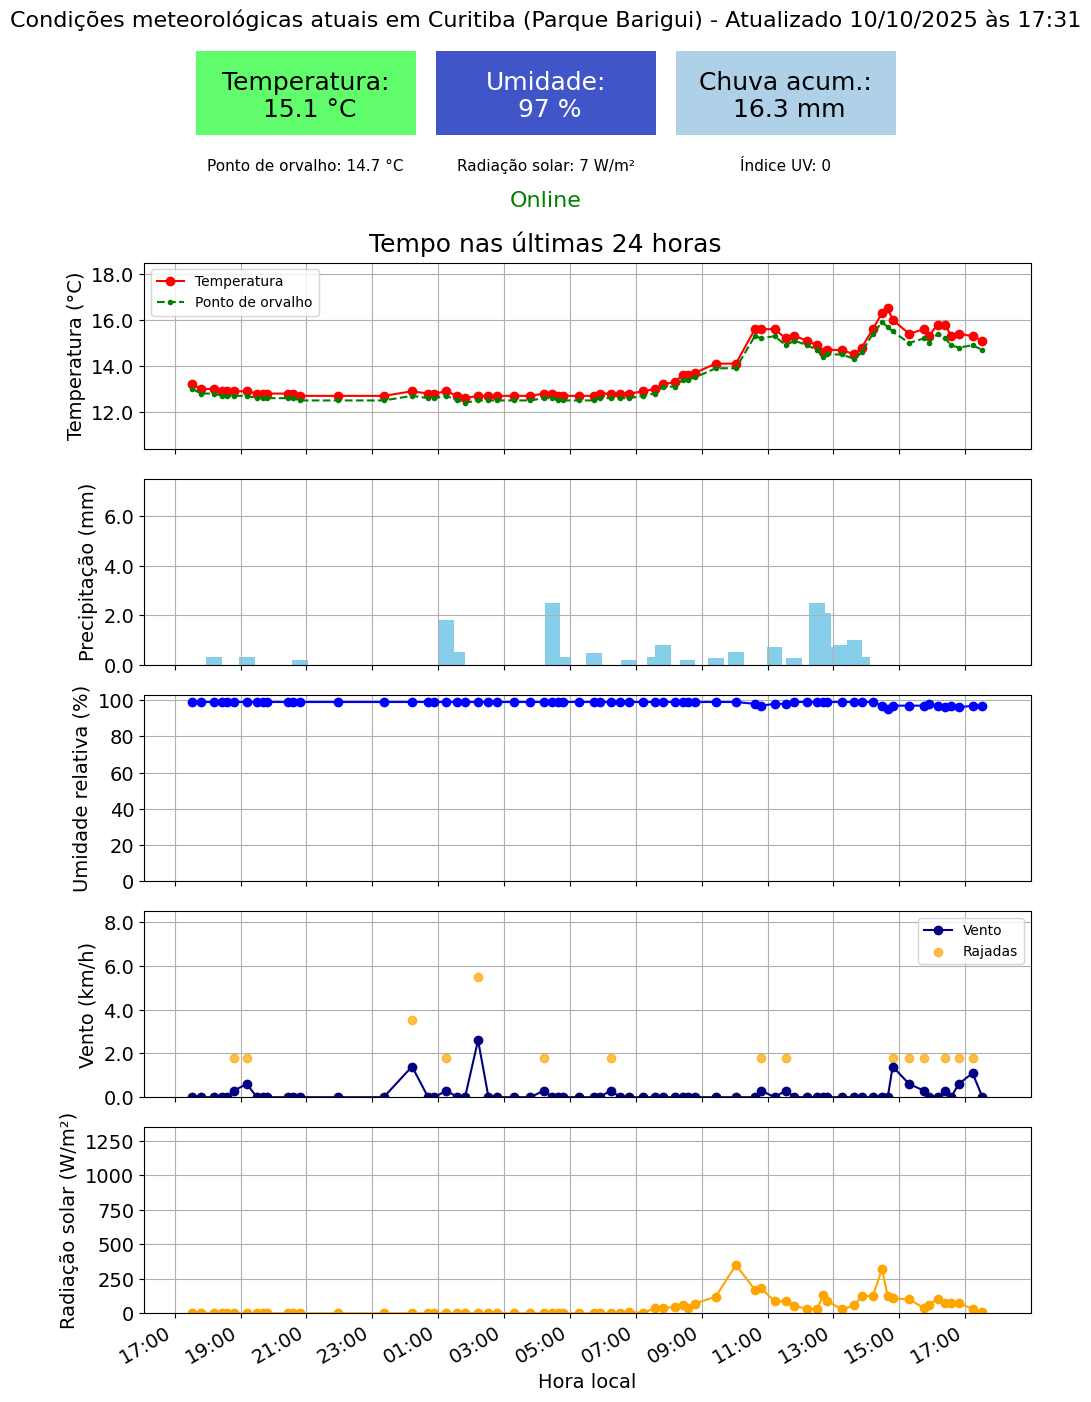 Condições meteorológicas atuais em Curitiba (Parque Barigui) - Atualizado 10/10/2025 às 17:31
Temperatura:
15.1 °C
Umidade:
97 %
Chuva acum.:
16.3 mm
Ponto de orvalho: 14.7 °C
Radiação solar: 7 W/m²
Índice UV: 0
Online
Tempo nas últimas 24 horas
Temperatura (°C)
18.0
16.0
14.0
12.0
Temperatura
Ponto de orvalho
Precipitação (mm)
6.0
4.0
2.0
0.0
Umidade relativa (%)
100
80
60
40
20
0
Vento (km/h)
8.0
6.0
4.0
2.0
0.0
Vento
Rajadas
Radiação solar (W/m²)
1250
1000
750
500
250
0
17:00
19:00
21:00
23:00
01:00
03:00
05:00
07:00
09:00
11:00
13:00
15:00
17:00
Hora local